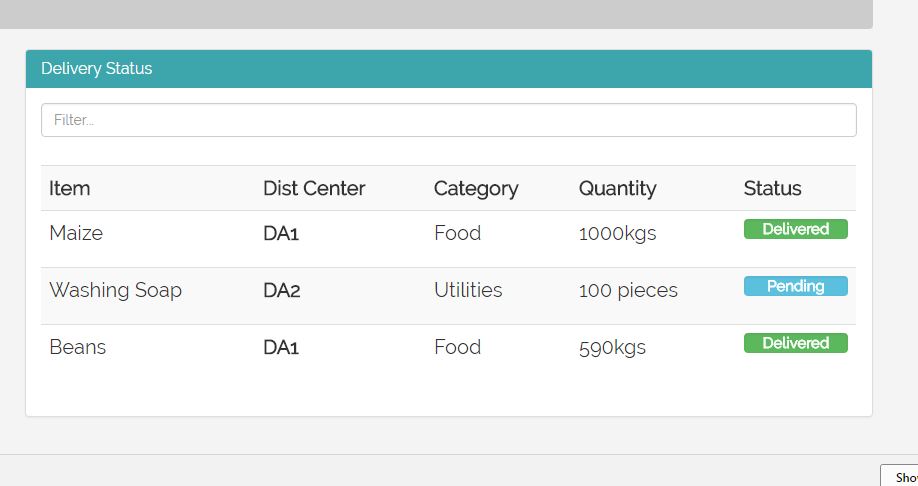 Delivery Status
Filter...
Item Dist Center Category Quantity Status
Maize DA1 Food 1000kgs Delivered
Washing Soap DA2 Utilities 100 pieces Pending
Beans DA1 Food 590kgs Delivered